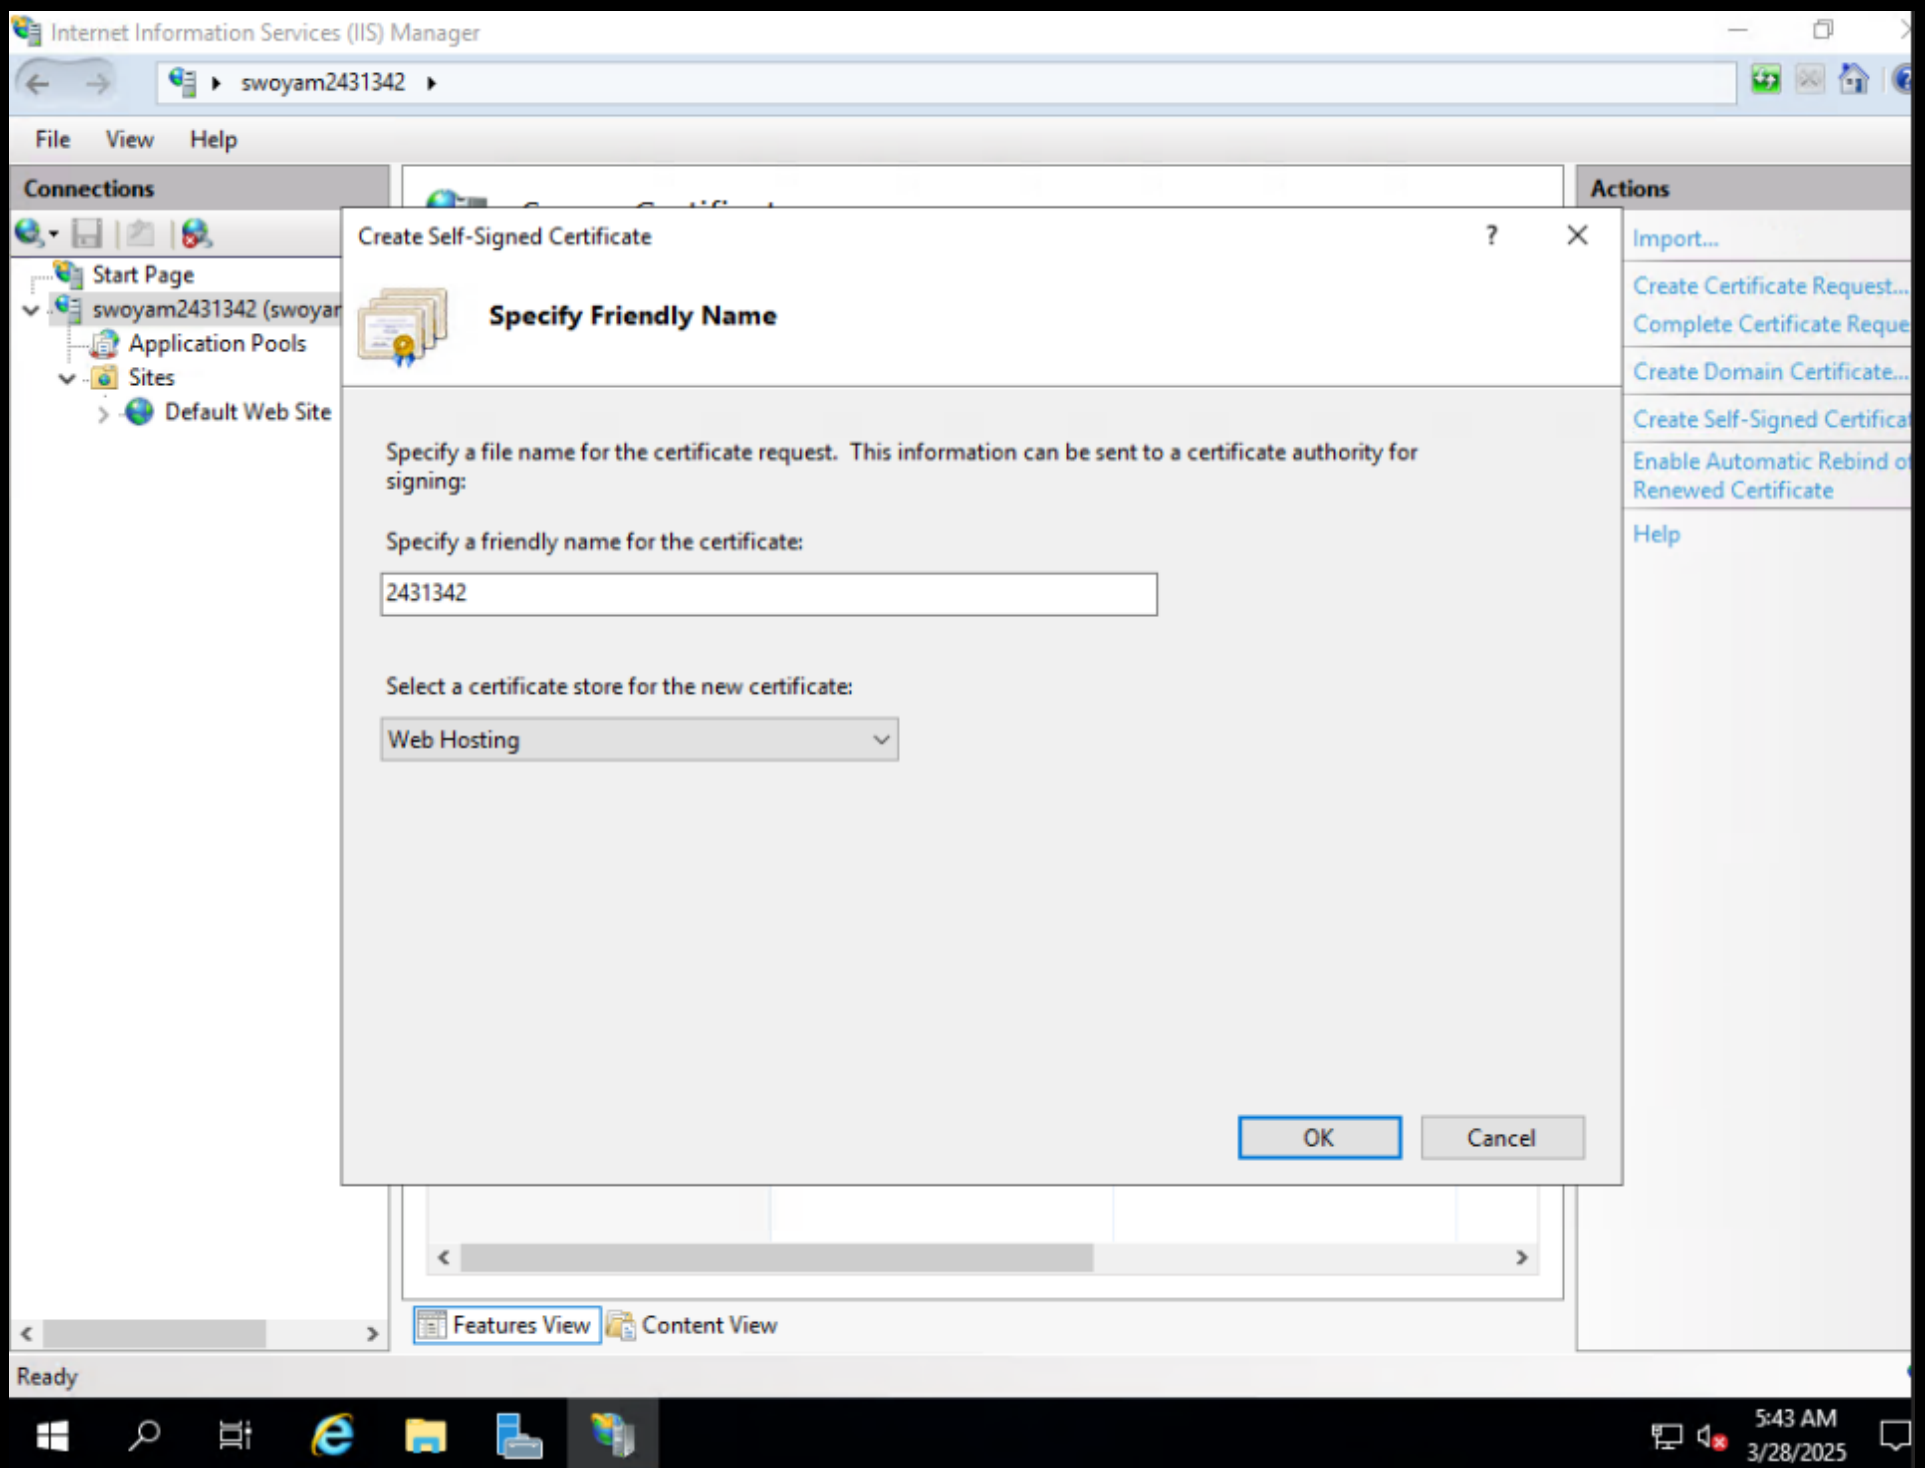 Internet Information Services (IIS) Manager
swoyam2431342
File View Help
Connections
Start Page
swoyam2431342 (swoyam
Application Pools
Sites
Default Web Site
Create Self-Signed Certificate
?
Specify Friendly Name
Specify a file name for the certificate request. This information can be sent to a certificate authority for
signing:
Specify a friendly name for the certificate:
2431342
Select a certificate store for the new certificate:
Web Hosting
OK Cancel
Actions
Import...
Create Certificate Request...
Complete Certificate Reque
Create Domain Certificate...
Create Self-Signed Certificat
Enable Automatic Rebind of
Renewed Certificate
Help
Features View Content View
Ready
5:43 AM
3/28/2025